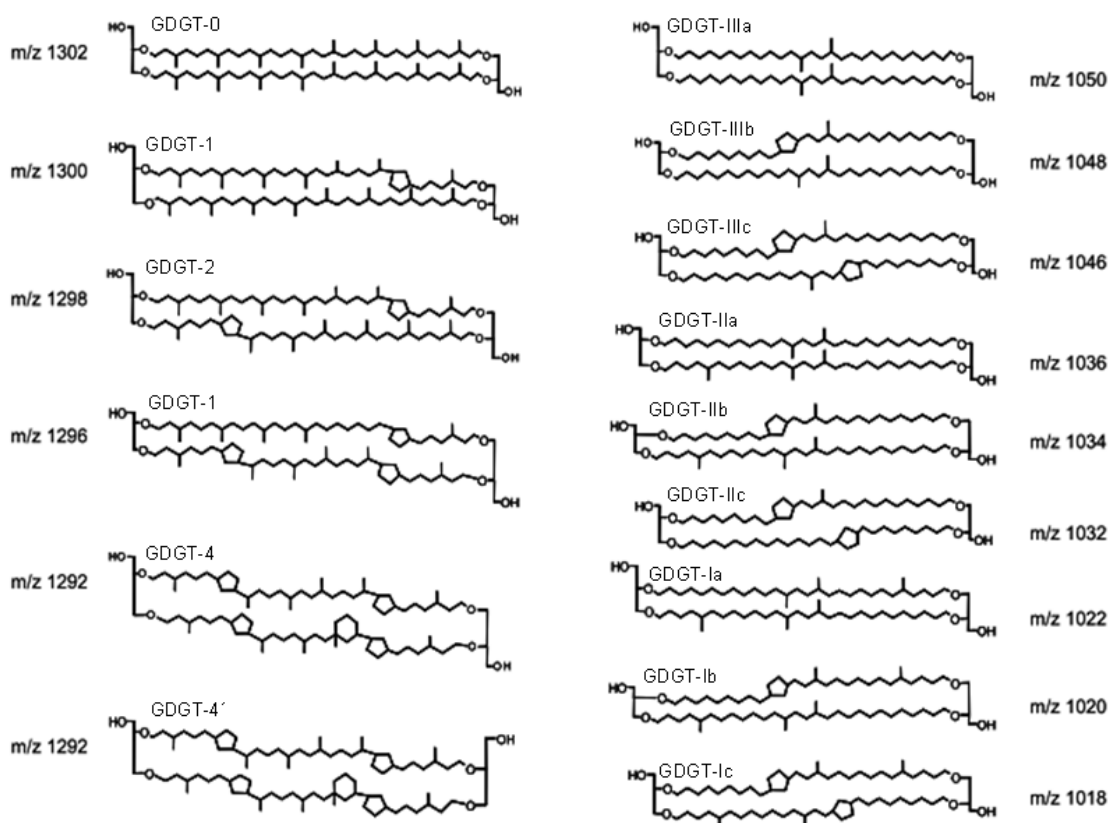 GDGT-0
HO
m/z 1302
O
O
O
O
OH
GDGT-1
HO
m/z 1300
O
O
O
O
OH
GDGT-2
HO
m/z 1298
O
O
O
O
OH
GDGT-1
HO
m/z 1296
O
O
O
O
OH
GDGT-4
HO
m/z 1292
O
O
O
O
OH
GDGT-4´
HO
OH
m/z 1292
O
O
O
O
GDGT-IIIa
HO
O
O
O
O
m/z 1050
OH
GDGT-IIIb
HO
O
O
O
O
m/z 1048
OH
GDGT-IIIc
HO
O
O
O
O
m/z 1046
OH
GDGT-IIa
HO
O
O
O
O
m/z 1036
OH
GDGT-IIb
HO
O
O
O
O
m/z 1034
OH
GDGT-IIc
HO
O
O
O
O
m/z 1032
OH
GDGT-Ia
HO
O
O
O
O
m/z 1022
OH
GDGT-Ib
HO
O
O
O
O
m/z 1020
OH
GDGT-Ic
HO
O
O
O
O
m/z 1018
OH